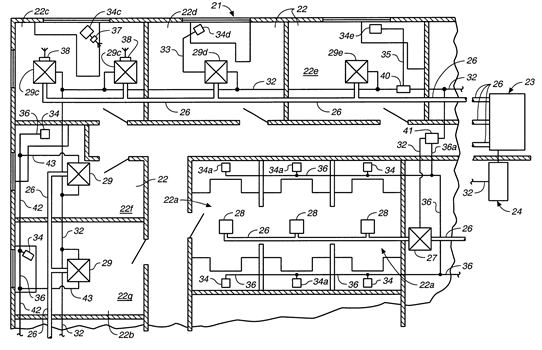 22c 34c 22d 21 22
37
38 29c 38 34d 34e
33 29d 29e 35
40
29c 32 22e 26 32 23
26 26 26
36 34 41
43 32 36a
34a 34a 36 34
26 29 22 32
42 22f 22a 24
28 28 28 36
32 26 26
34 29 27
36 43 34 34a 36 34 22a 36
42 22g
26 32 22b